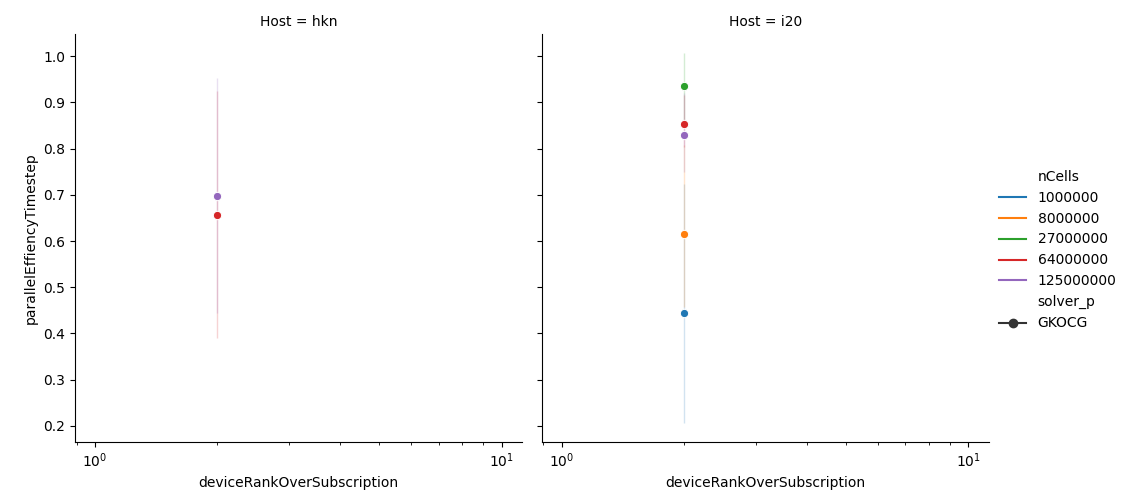 Host = hkn
Host = i20
parallelEffiencyTimestep
1.0
0.9
0.8
0.7
0.6
0.5
0.4
0.3
0.2
10⁰
10¹
10⁰
10¹
deviceRankOverSubscription
deviceRankOverSubscription
nCells
1000000
8000000
27000000
64000000
125000000
solver_p
GKOCG